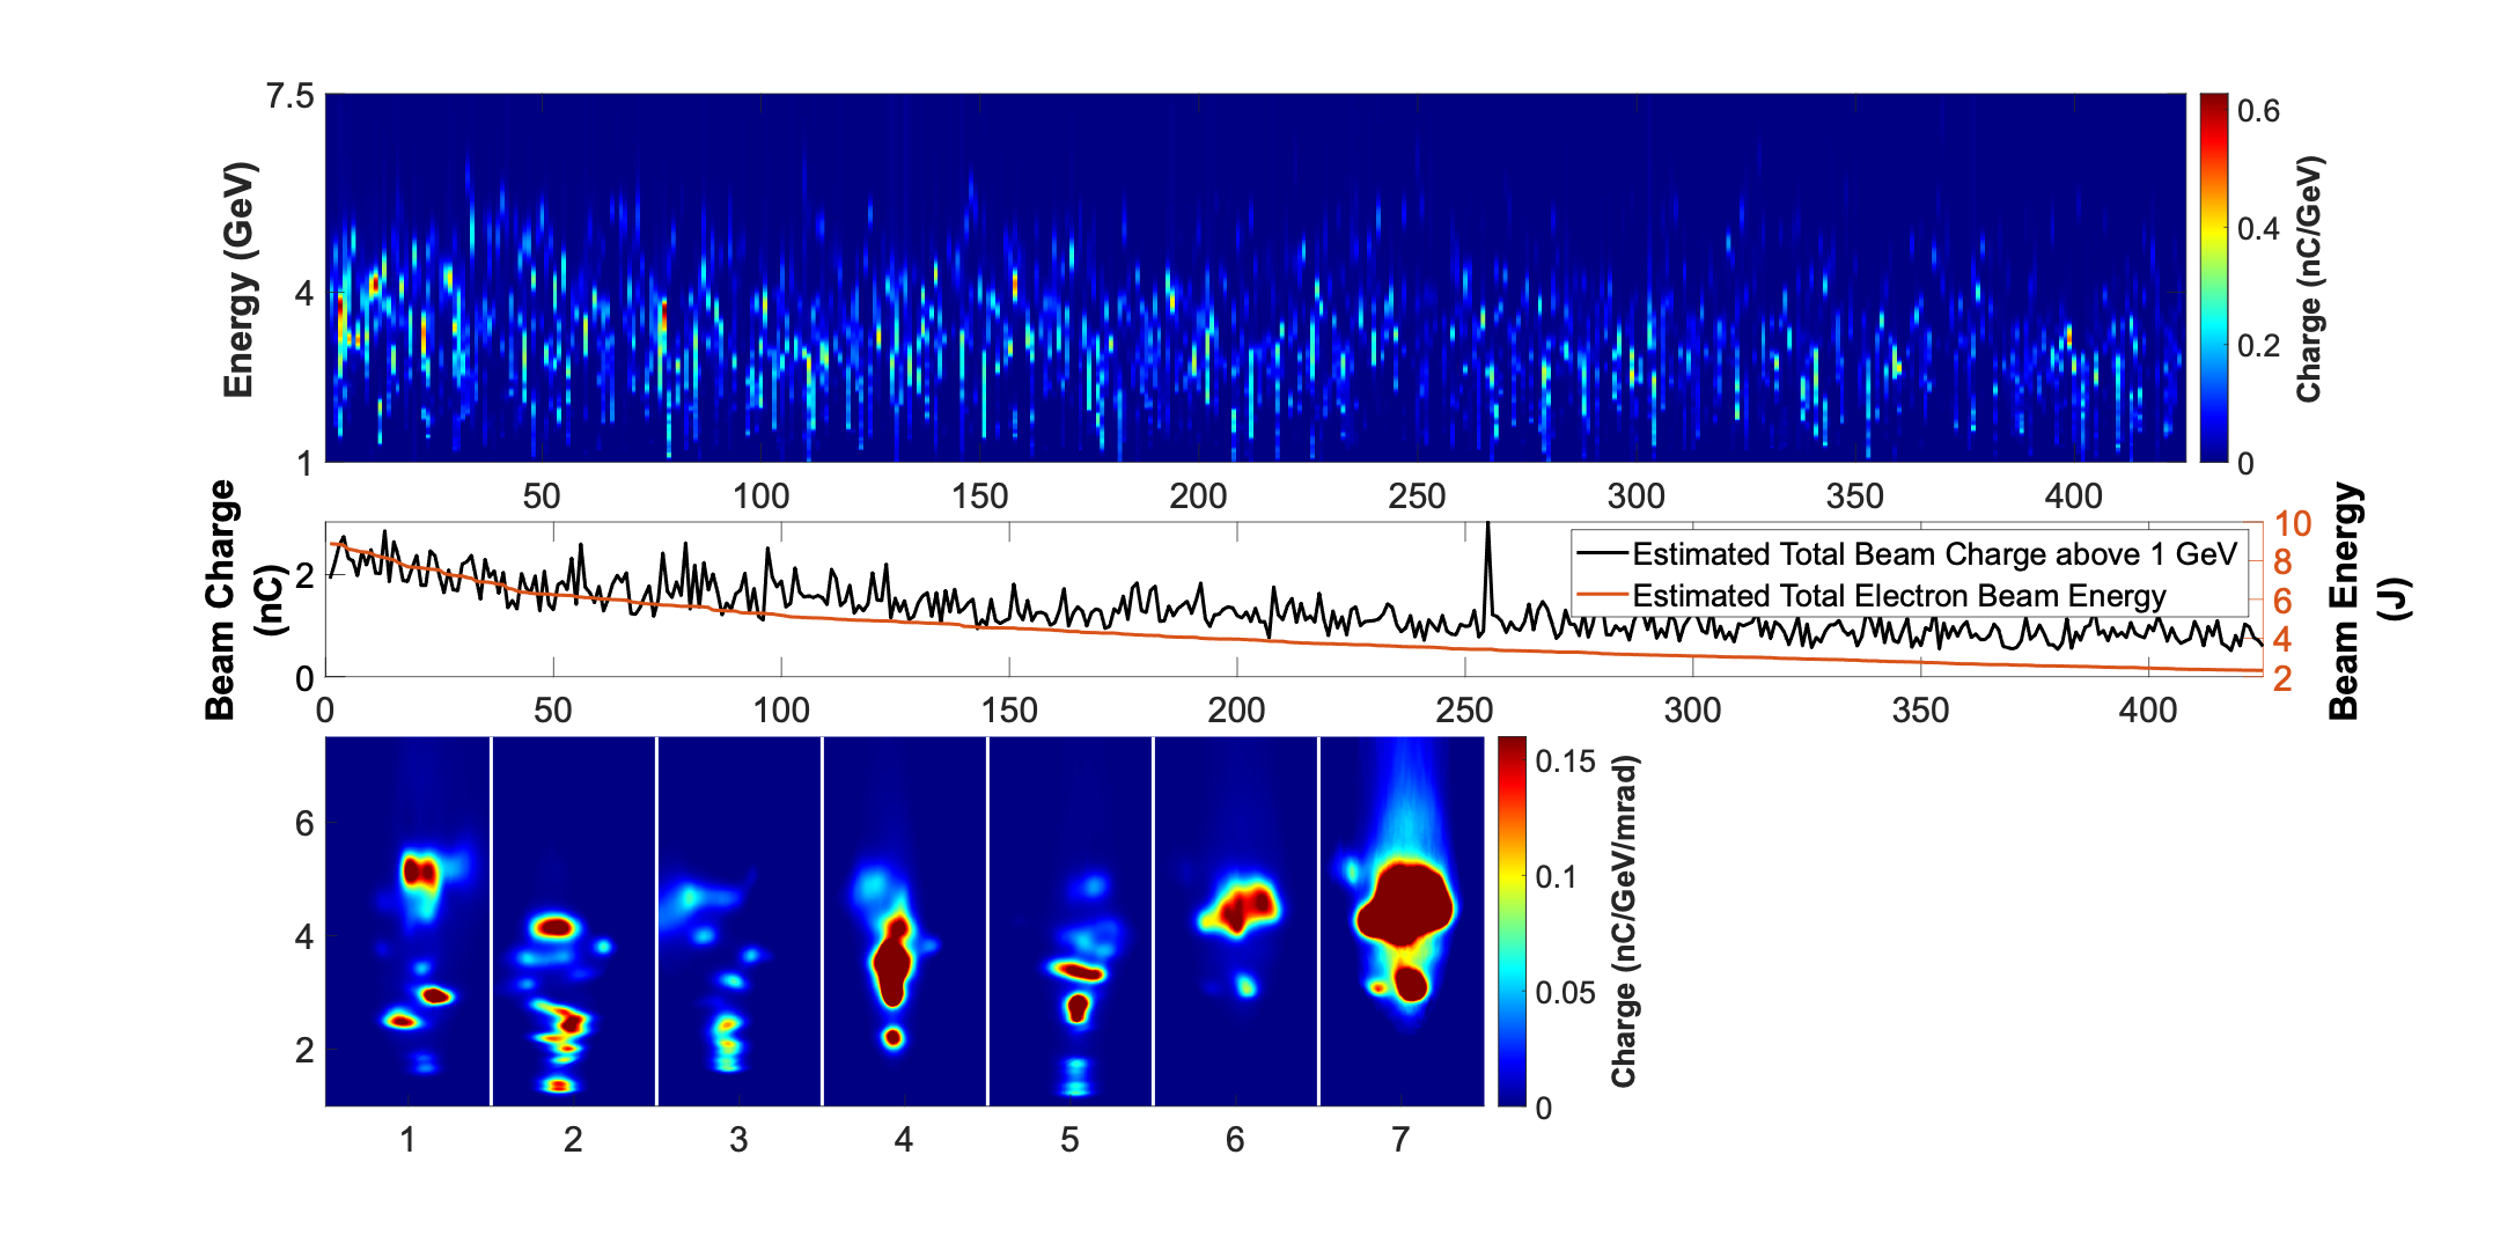 7.5
4
1
Energy (GeV)
50 100 150 200 250 300 350 400
0.6
0.4
0.2
0
Charge (nC/GeV)
Beam Charge
(nC)
2
0
0 50 100 150 200 250 300 350 400
Estimated Total Beam Charge above 1 GeV
Estimated Total Electron Beam Energy
10
8
6
4
2
Beam Energy
(J)
6
4
2
1 2 3 4 5 6 7
0.15
0.1
0.05
0
Charge (nC/GeV/mrad)